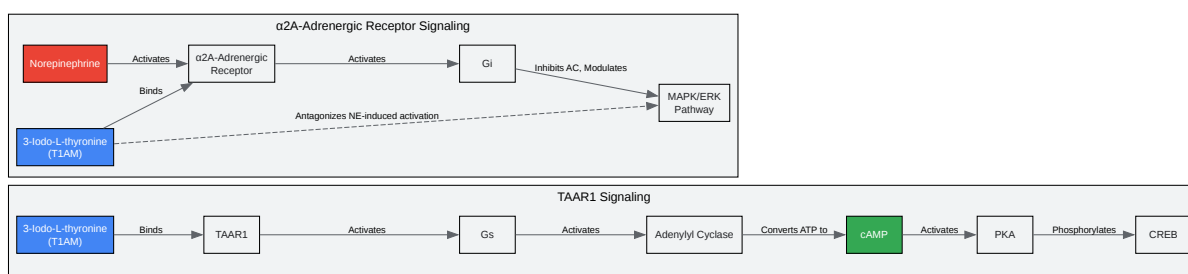 α2A-Adrenergic Receptor Signaling
Norepinephrine
Activates
α2A-Adrenergic
Receptor
Activates
Gi
Inhibits AC, Modulates
MAPK/ERK
Pathway
Binds
Antagonizes NE-induced activation
3-Iodo-L-thyronine
(T1AM)
TAAR1 Signaling
3-Iodo-L-thyronine
(T1AM)
Binds
TAAR1
Activates
Gs
Activates
Adenylyl Cyclase
Converts ATP to
cAMP
Activates
PKA
Phosphorylates
CREB